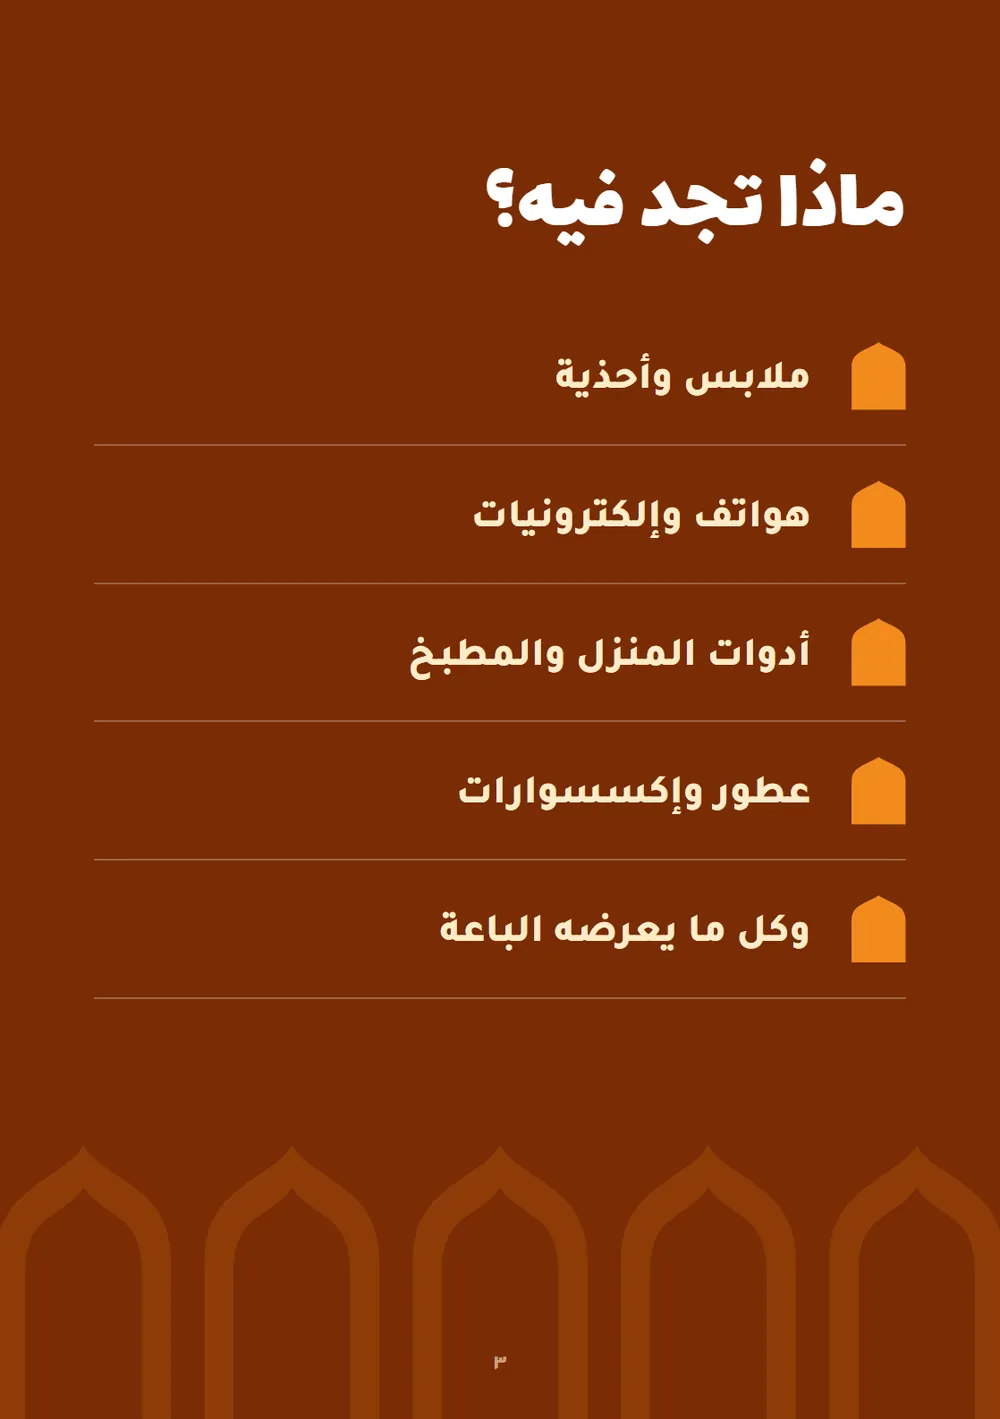 ماذا تجد فيه؟
ملابس وأحذية
هواتف وإلكترونيات
أدوات المنزل والمطبخ
عطور وإكسسوارات
وكل ما يعرضه الباعة
٣